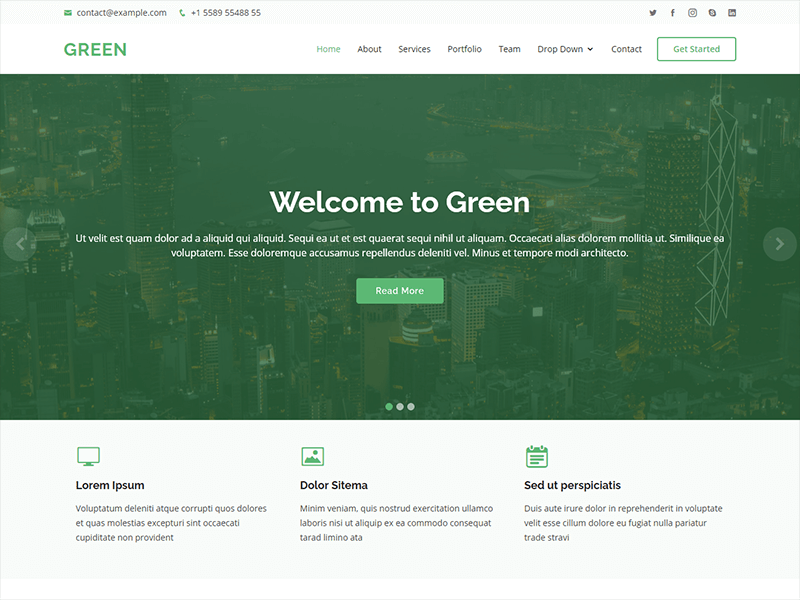 contact@example.com +1 5589 55488 55
GREEN
Home About Services Portfolio Team Drop Down Contact Get Started
Welcome to Green
Ut velit est quam dolor ad a aliquid qui aliquid. Sequi ea ut et est quaerat sequi nihil ut aliquam. Occaecati alias dolorem mollitia ut. Similique ea
voluptatem. Esse doloremque accusamus repellendus deleniti vel. Minus et tempore modi architecto.
Read More
Lorem Ipsum
Voluptatum deleniti atque corrupti quos dolores
et quas molestias excepturi sint occaecati
cupiditate non provident
Dolor Sitema
Minim veniam, quis nostrud exercitation ullamco
laboris nisi ut aliquip ex ea commodo consequat
tarad limino ata
Sed ut perspiciatis
Duis aute irure dolor in reprehenderit in voluptate
velit esse cillum dolore eu fugiat nulla pariatur
trade stravi